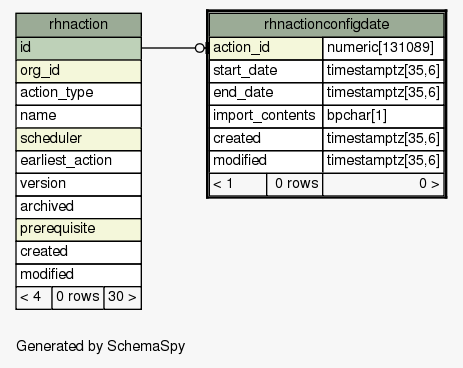 rhnaction
id
org_id
action_type
name
scheduler
earliest_action
version
archived
prerequisite
created
modified
< 4 0 rows 30 >
rhnactionconfigdate
action_id numeric[131089]
start_date timestamptz[35,6]
end_date timestamptz[35,6]
import_contents bpchar[1]
created timestamptz[35,6]
modified timestamptz[35,6]
< 1 0 rows 0 >
Generated by SchemaSpy